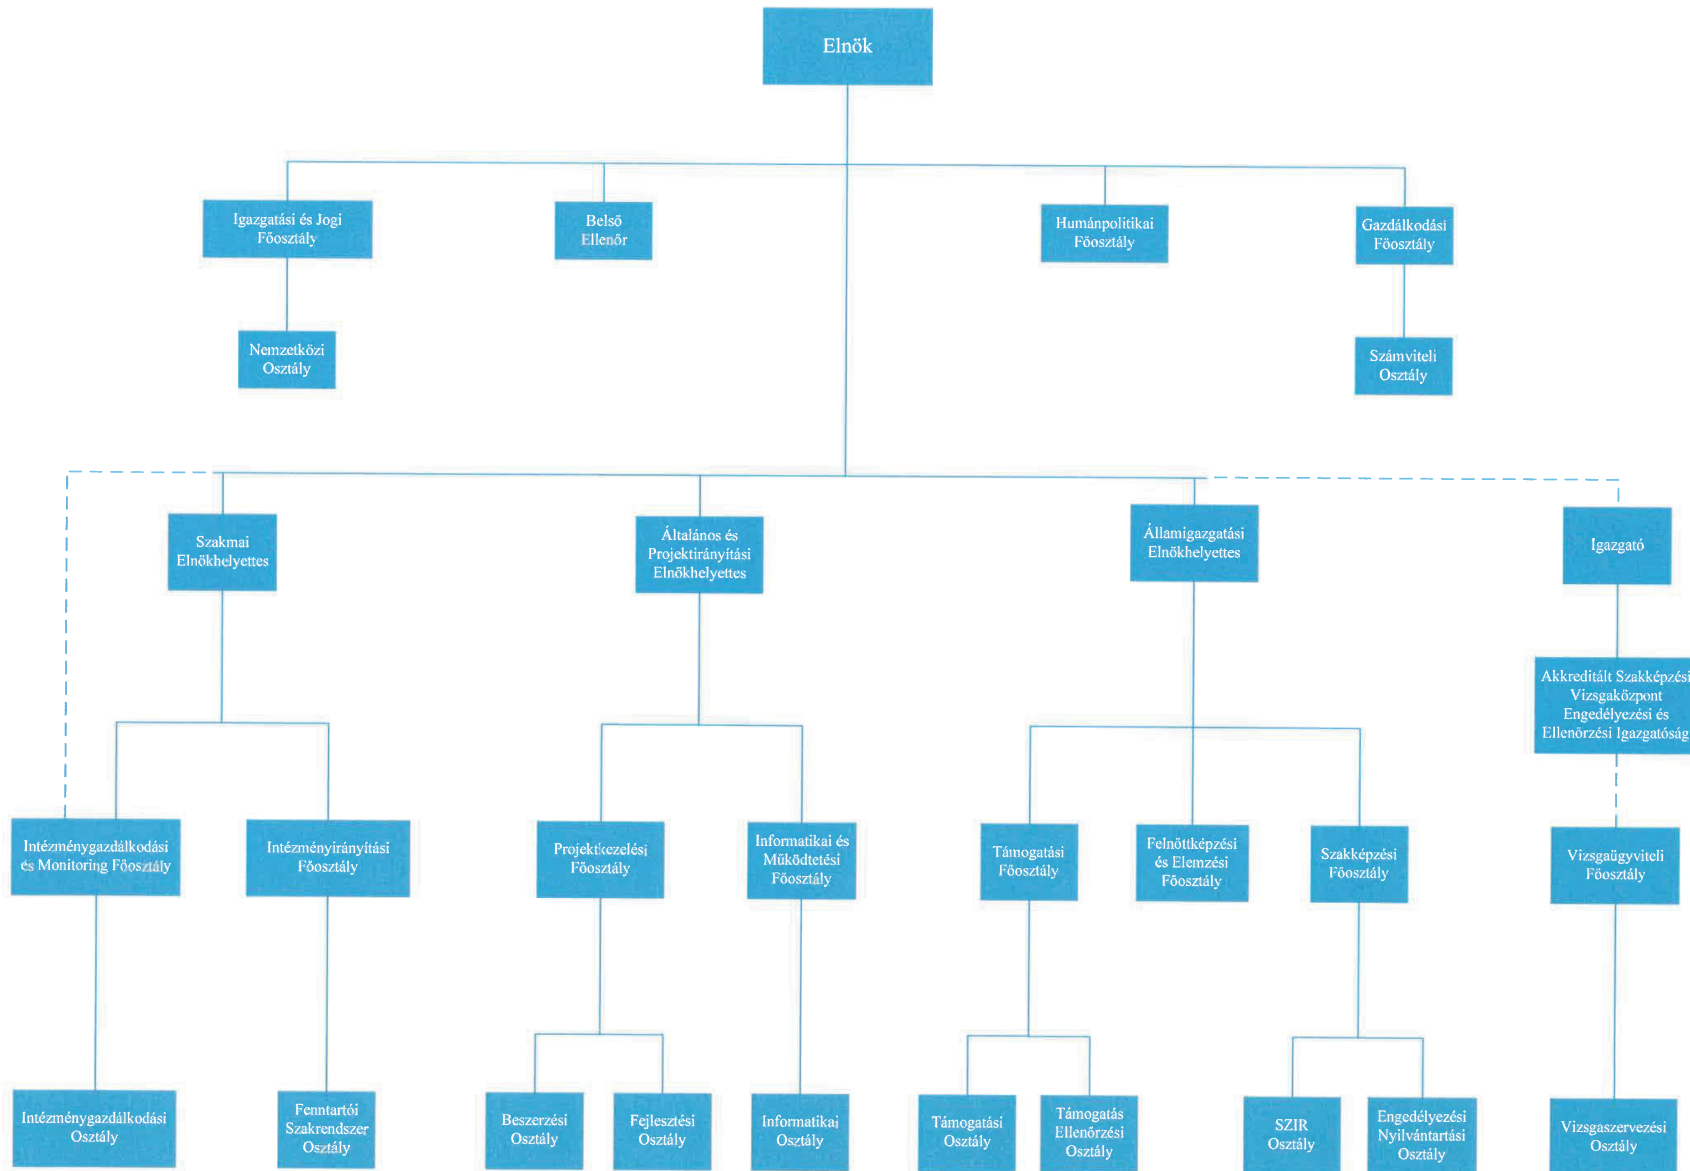 Elnök
Igazgatási és Jogi
Főosztály
Belső
Ellenőr
Humánpolitikai
Főosztály
Gazdálkodási
Főosztály
Nemzetközi
Osztály
Számviteli
Osztály
Szakmai
Elnökhelyettes
Általános és
Projektirányítási
Elnökhelyettes
Államigazgatási
Elnökhelyettes
Igazgató
Akkreditált Szakképzési
Vizsgaközpont
Engedélyezési és
Ellenőrzési Igazgatóság
Intézménygazdálkodási
és Monitoring Főosztály
Intézményirányítási
Főosztály
Projektkezelési
Főosztály
Informatikai és
Működtetési
Főosztály
Támogatási
Főosztály
Felnőttképzési
és Elemzési
Főosztály
Szakképzési
Főosztály
Vizsgaügyviteli
Főosztály
Intézménygazdálkodási
Osztály
Fenntartói
Szakrendszer
Osztály
Beszerzési
Osztály
Fejlesztési
Osztály
Informatikai
Osztály
Támogatási
Osztály
Támogatás
Ellenőrzési
Osztály
SZIR
Osztály
Engedélyezési
Nyilvántartási
Osztály
Vizsgaszervezési
Osztály